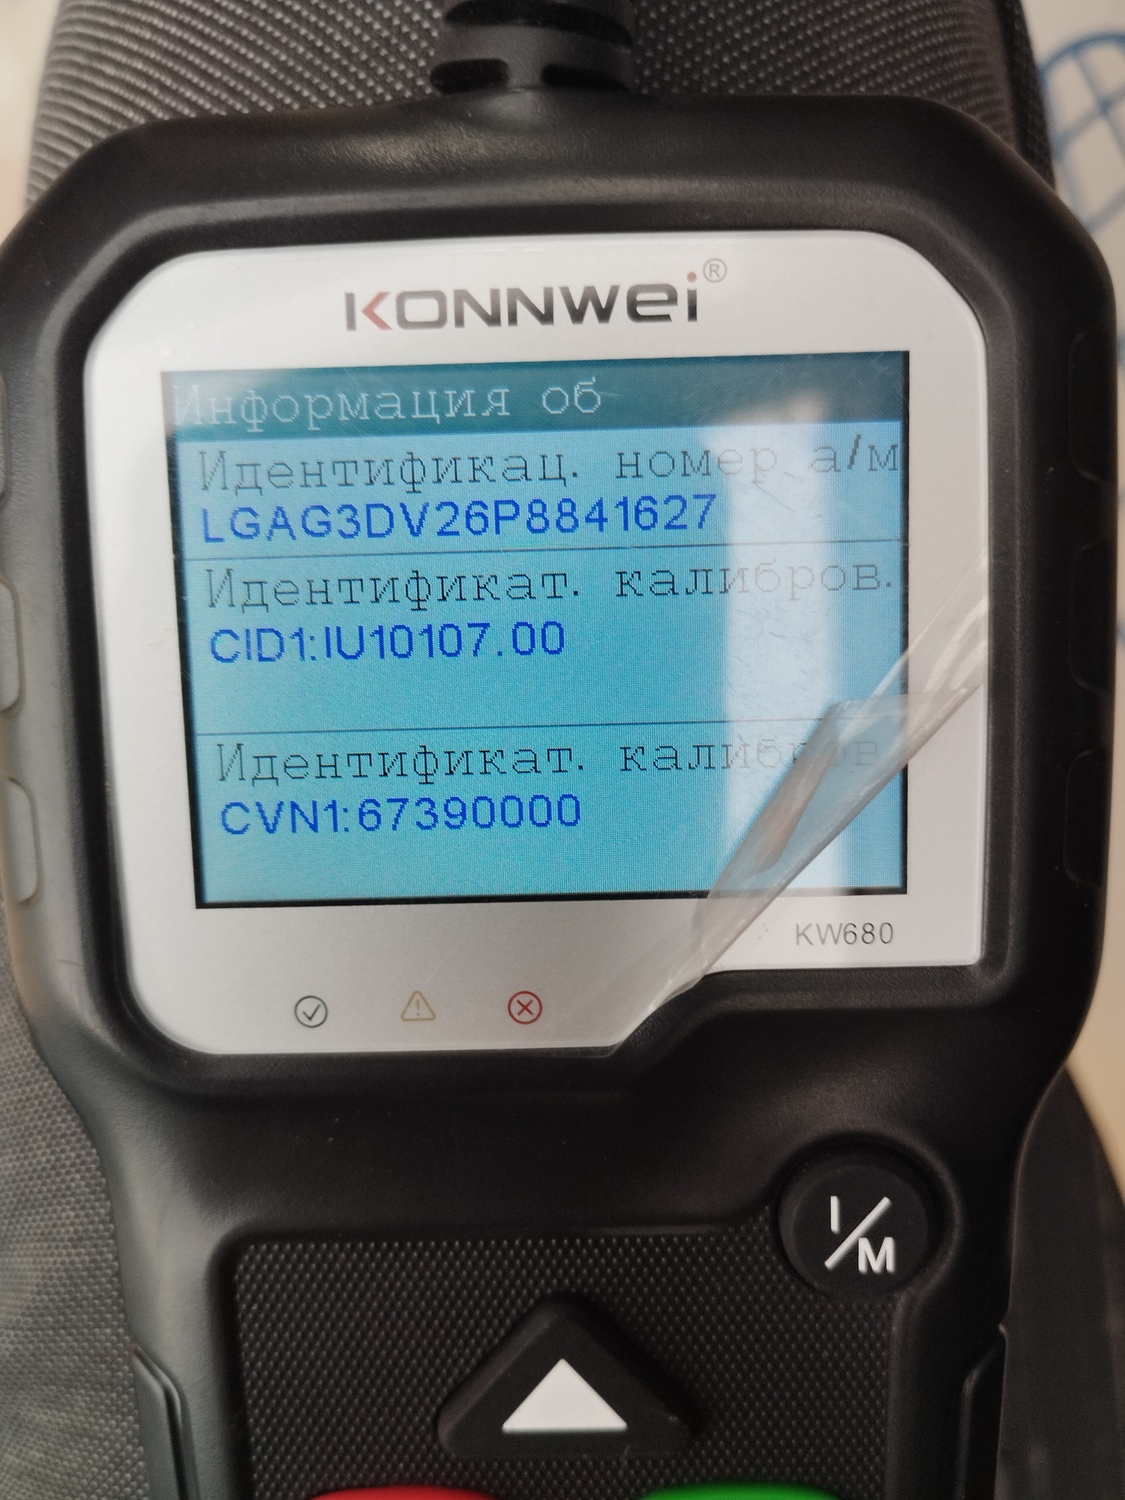 KONNWEI®
Информация об
Идентификац. номер а/м
LGAG3DV26P8841627
Идентификат. калибров.
CID1:IU10107.00
Идентификат. калибров
CVN1:67390000
KW680
I/M